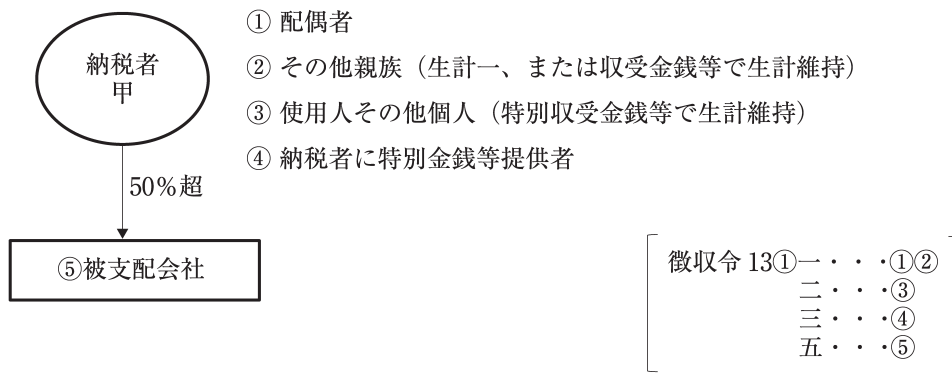 納税者
甲
① 配偶者
② その他親族（生計一、または収受金銭等で生計維持）
③ 使用人その他個人（特別収受金銭等で生計維持）
④ 納税者に特別金銭等提供者
50％超
⑤被支配会社
徴収令 13①一・・・①②
二・・・③
三・・・④
五・・・⑤